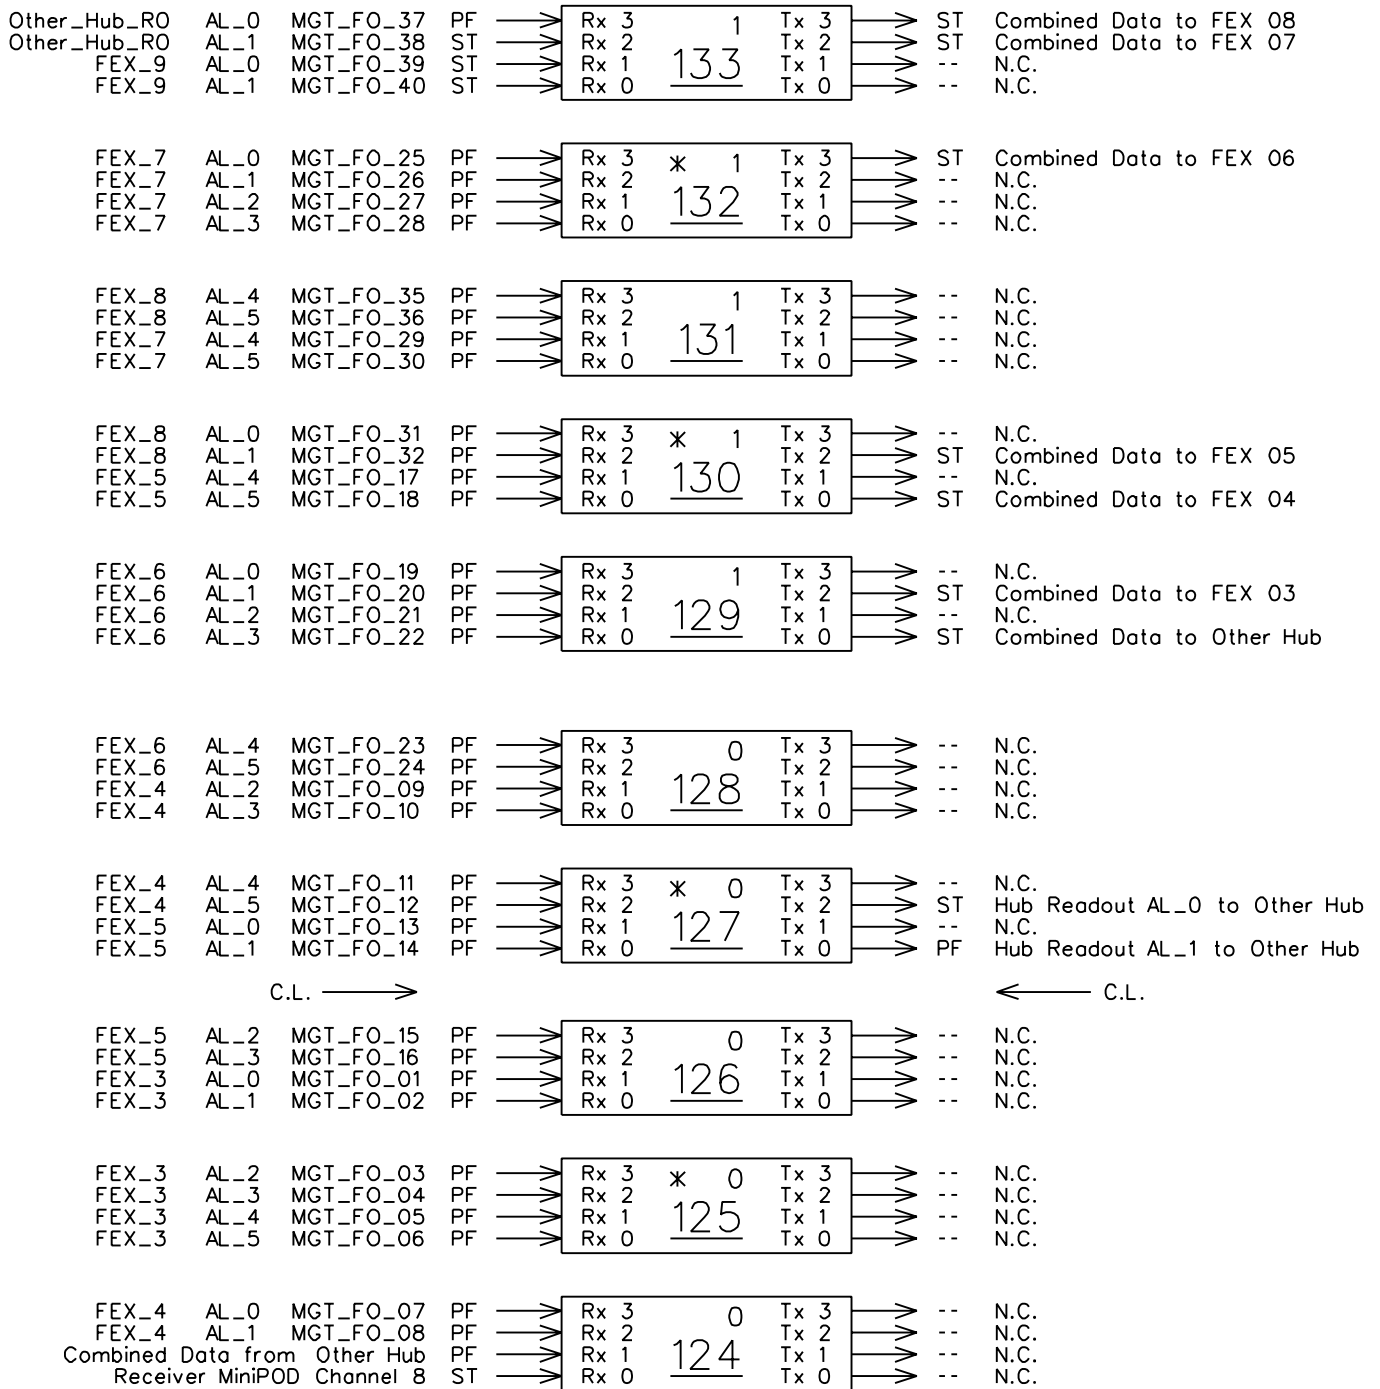 Other_Hub_RO AL_0 MGT_FO_37 PF Rx 3 1 Tx 3 ST Combined Data to FEX 08
Other_Hub_RO AL_1 MGT_FO_38 ST Rx 2 Tx 2 ST Combined Data to FEX 07
FEX_9 AL_0 MGT_FO_39 ST Rx 1 133 Tx 1 -- N.C.
FEX_9 AL_1 MGT_FO_40 ST Rx 0 Tx 0 -- N.C.
FEX_7 AL_0 MGT_FO_25 PF Rx 3 * 1 Tx 3 ST Combined Data to FEX 06
FEX_7 AL_1 MGT_FO_26 PF Rx 2 Tx 2 -- N.C.
FEX_7 AL_2 MGT_FO_27 PF Rx 1 132 Tx 1 -- N.C.
FEX_7 AL_3 MGT_FO_28 PF Rx 0 Tx 0 -- N.C.
FEX_8 AL_4 MGT_FO_35 PF Rx 3 1 Tx 3 -- N.C.
FEX_8 AL_5 MGT_FO_36 PF Rx 2 Tx 2 -- N.C.
FEX_7 AL_4 MGT_FO_29 PF Rx 1 131 Tx 1 -- N.C.
FEX_7 AL_5 MGT_FO_30 PF Rx 0 Tx 0 -- N.C.
FEX_8 AL_0 MGT_FO_31 PF Rx 3 * 1 Tx 3 -- N.C.
FEX_8 AL_1 MGT_FO_32 PF Rx 2 Tx 2 ST Combined Data to FEX 05
FEX_5 AL_4 MGT_FO_17 PF Rx 1 130 Tx 1 -- N.C.
FEX_5 AL_5 MGT_FO_18 PF Rx 0 Tx 0 ST Combined Data to FEX 04
FEX_6 AL_0 MGT_FO_19 PF Rx 3 1 Tx 3 -- N.C.
FEX_6 AL_1 MGT_FO_20 PF Rx 2 Tx 2 ST Combined Data to FEX 03
FEX_6 AL_2 MGT_FO_21 PF Rx 1 129 Tx 1 -- N.C.
FEX_6 AL_3 MGT_FO_22 PF Rx 0 Tx 0 ST Combined Data to Other Hub
FEX_6 AL_4 MGT_FO_23 PF Rx 3 0 Tx 3 -- N.C.
FEX_6 AL_5 MGT_FO_24 PF Rx 2 Tx 2 -- N.C.
FEX_4 AL_2 MGT_FO_09 PF Rx 1 128 Tx 1 -- N.C.
FEX_4 AL_3 MGT_FO_10 PF Rx 0 Tx 0 -- N.C.
FEX_4 AL_4 MGT_FO_11 PF Rx 3 * 0 Tx 3 -- N.C.
FEX_4 AL_5 MGT_FO_12 PF Rx 2 Tx 2 ST Hub Readout AL_0 to Other Hub
FEX_5 AL_0 MGT_FO_13 PF Rx 1 127 Tx 1 -- N.C.
FEX_5 AL_1 MGT_FO_14 PF Rx 0 Tx 0 PF Hub Readout AL_1 to Other Hub
C.L. C.L.
FEX_5 AL_2 MGT_FO_15 PF Rx 3 0 Tx 3 -- N.C.
FEX_5 AL_3 MGT_FO_16 PF Rx 2 Tx 2 -- N.C.
FEX_3 AL_0 MGT_FO_01 PF Rx 1 126 Tx 1 -- N.C.
FEX_3 AL_1 MGT_FO_02 PF Rx 0 Tx 0 -- N.C.
FEX_3 AL_2 MGT_FO_03 PF Rx 3 * 0 Tx 3 -- N.C.
FEX_3 AL_3 MGT_FO_04 PF Rx 2 Tx 2 -- N.C.
FEX_3 AL_4 MGT_FO_05 PF Rx 1 125 Tx 1 -- N.C.
FEX_3 AL_5 MGT_FO_06 PF Rx 0 Tx 0 -- N.C.
FEX_4 AL_0 MGT_FO_07 PF Rx 3 0 Tx 3 -- N.C.
FEX_4 AL_1 MGT_FO_08 PF Rx 2 Tx 2 -- N.C.
Combined Data from Other Hub PF Rx 1 124 Tx 1 -- N.C.
Receiver MiniPOD Channel 8 ST Rx 0 Tx 0 -- N.C.